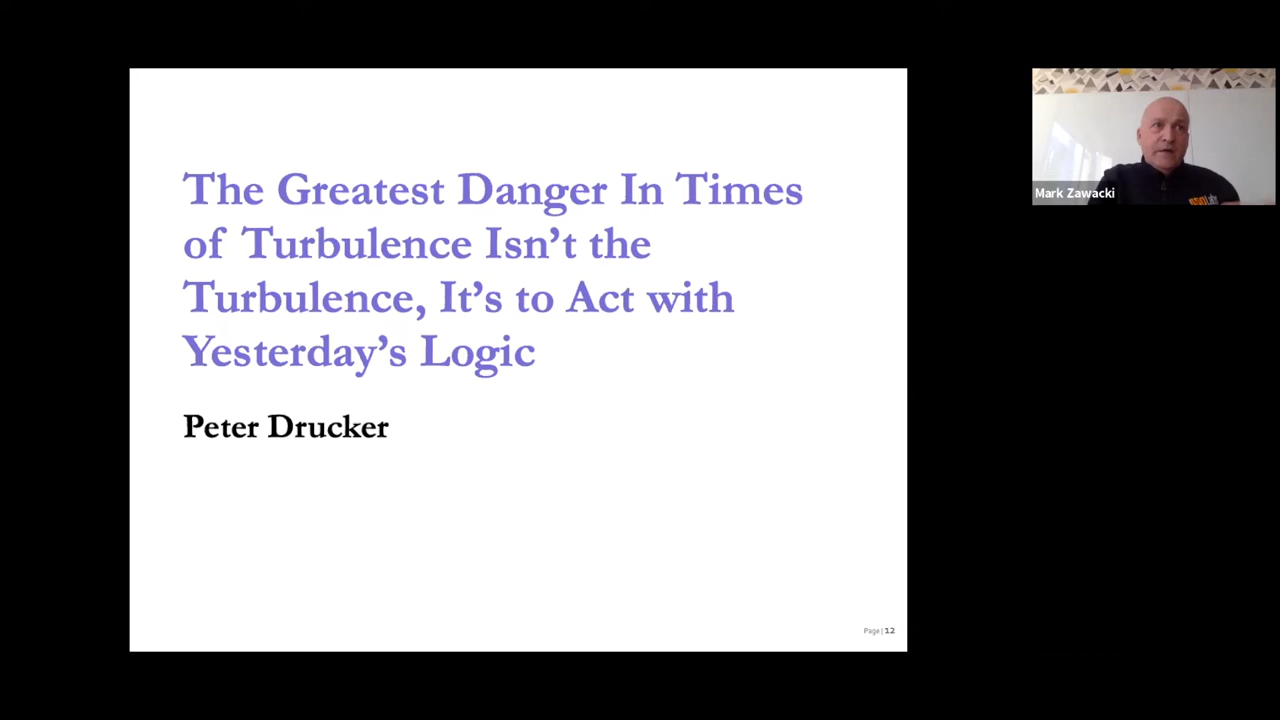 The Greatest Danger In Times
of Turbulence Isn’t the
Turbulence, It’s to Act with
Yesterday’s Logic
Peter Drucker
Page | 12
Mark Zawacki